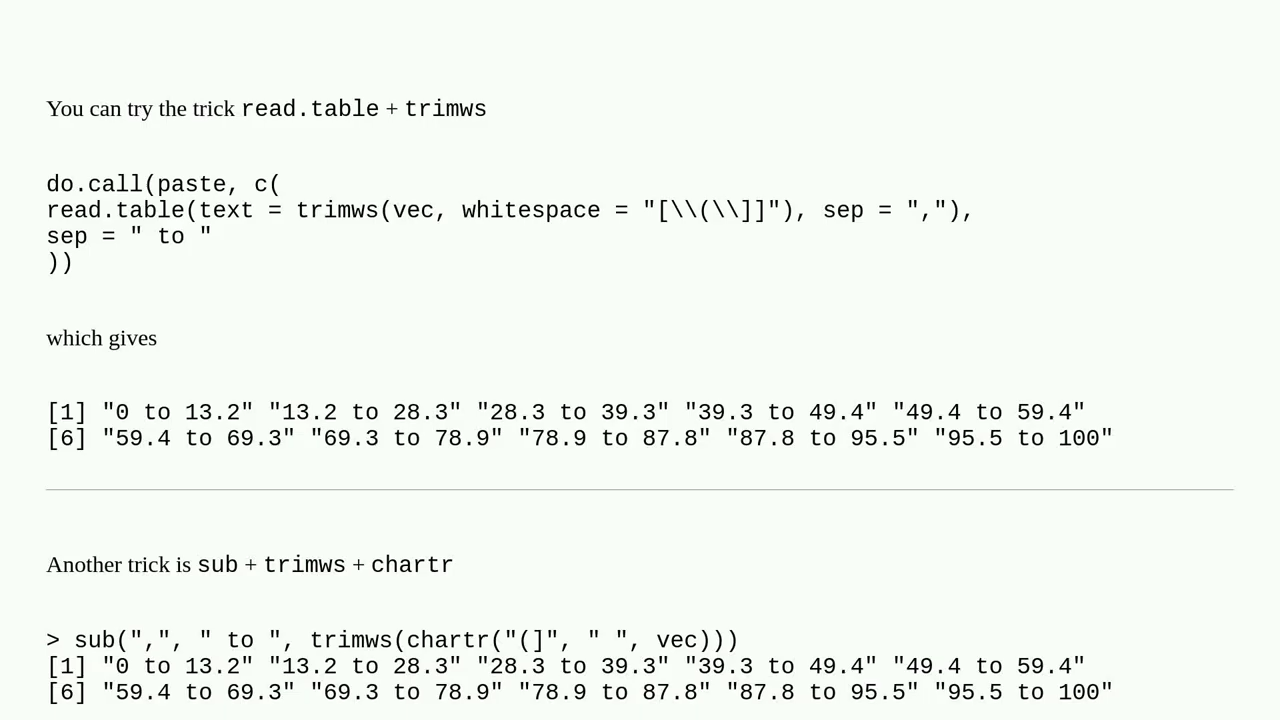 You can try the trick read.table + trimws
do.call(paste, c(
read.table(text = trimws(vec, whitespace = "[\\(\\]]"), sep = ","),
sep = " to "
))
which gives
[1] "0 to 13.2" "13.2 to 28.3" "28.3 to 39.3" "39.3 to 49.4" "49.4 to 59.4"
[6] "59.4 to 69.3" "69.3 to 78.9" "78.9 to 87.8" "87.8 to 95.5" "95.5 to 100"
Another trick is sub + trimws + chartr
> sub(",", " to ", trimws(chartr("(]", " ", vec)))
[1] "0 to 13.2" "13.2 to 28.3" "28.3 to 39.3" "39.3 to 49.4" "49.4 to 59.4"
[6] "59.4 to 69.3" "69.3 to 78.9" "78.9 to 87.8" "87.8 to 95.5" "95.5 to 100"